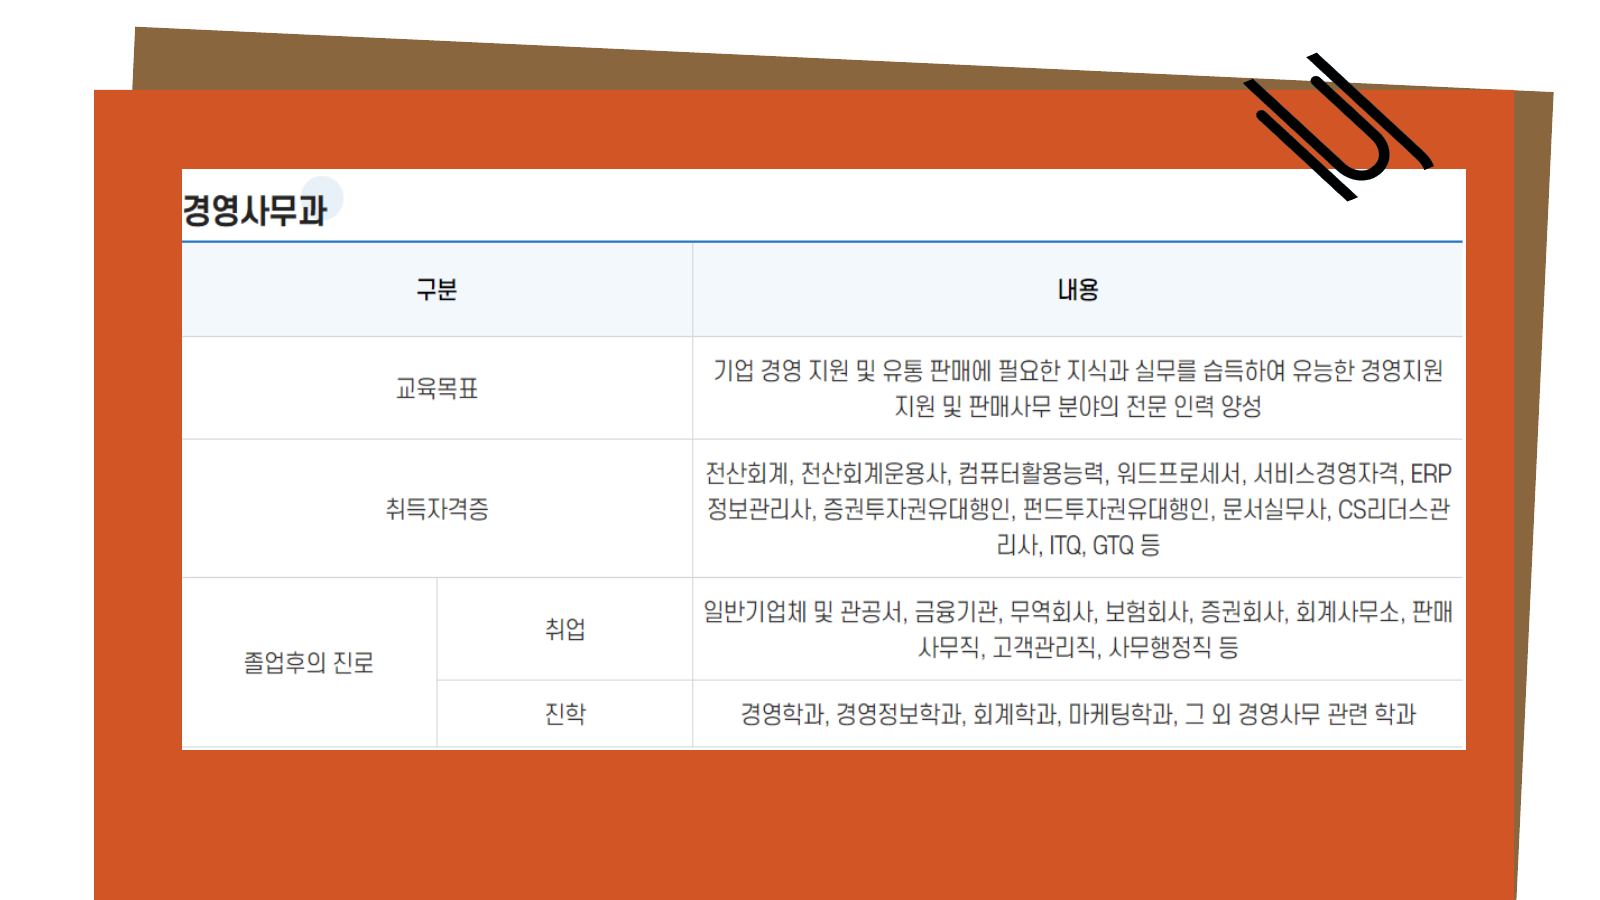 경영사무과
구분 내용
교육목표
기업 경영 지원 및 유통 판매에 필요한 지식과 실무를 습득하여 유능한 경영지원
지원 및 판매사무 분야의 전문 인력 양성
취득자격증
전산회계, 전산회계운용사, 컴퓨터활용능력, 워드프로세서, 서비스경영자격, ERP
정보관리사, 증권투자권유대행인, 펀드투자권유대행인, 문서실무사, CS리더스관
리사, ITQ, GTQ 등
졸업후의 진로
취업
일반기업체 및 관공서, 금융기관, 무역회사, 보험회사, 증권회사, 회계사무소, 판매
사무직, 고객관리직, 사무행정직 등
진학
경영학과, 경영정보학과, 회계학과, 마케팅학과, 그 외 경영사무 관련 학과